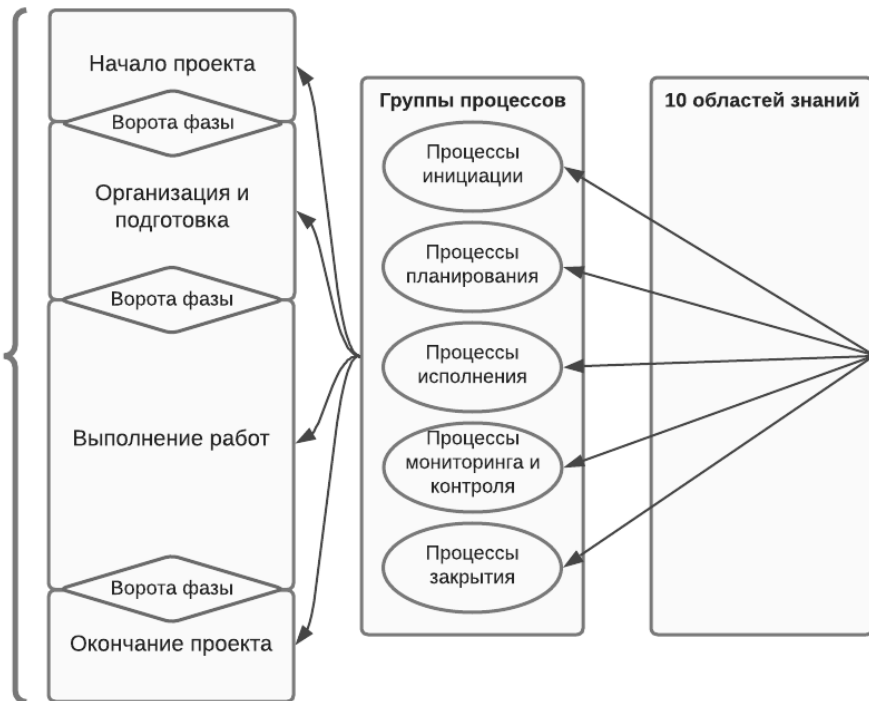 Начало проекта
Ворота фазы
Организация и
подготовка
Ворота фазы
Выполнение работ
Ворота фазы
Окончание проекта
Группы процессов
Процессы
инициации
Процессы
планирования
Процессы
исполнения
Процессы
мониторинга и
контроля
Процессы
закрытия
10 областей знаний